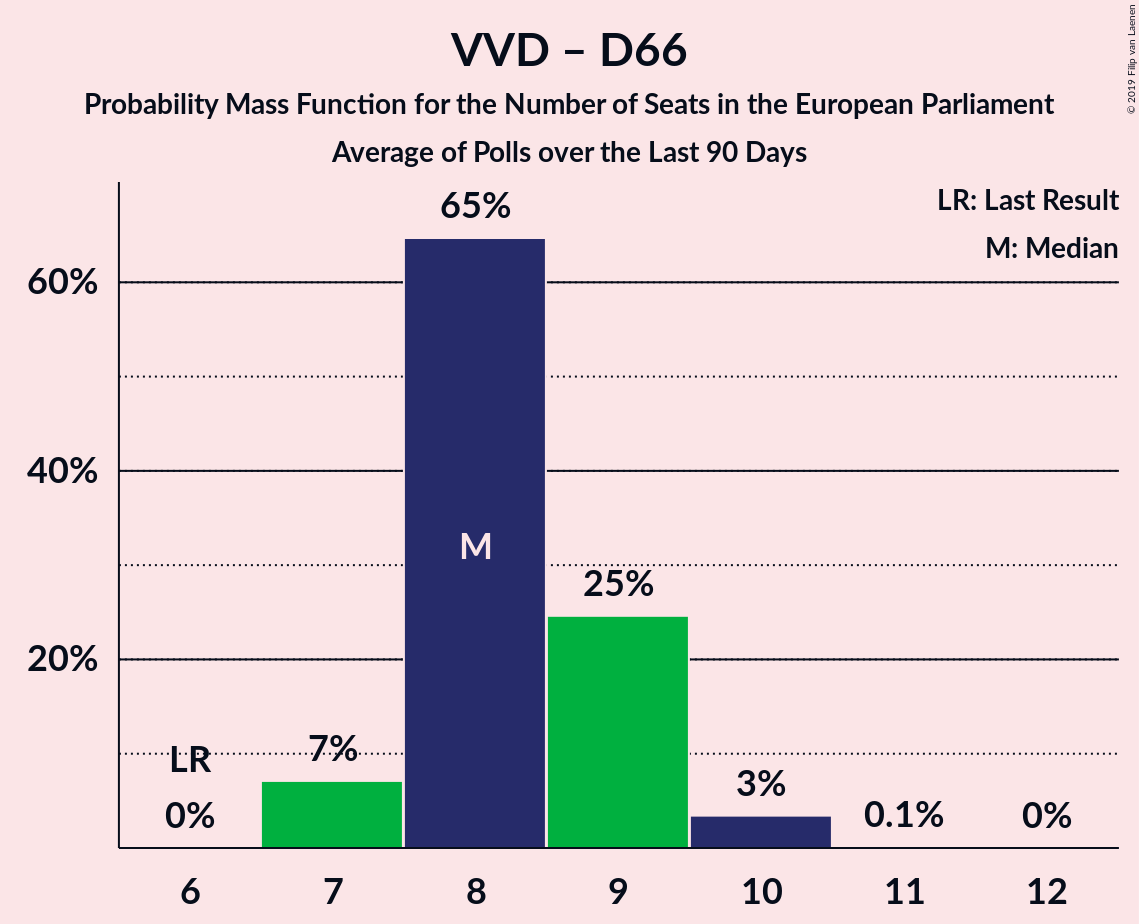 VVD – D66
Probability Mass Function for the Number of Seats in the European Parliament
Average of Polls over the Last 90 Days
© 2019 Filip van Laenen
LR: Last Result
M: Median
60%
40%
20%
LR
0%
7%
65%
M
25%
3%
0.1%
0%
6
7
8
9
10
11
12